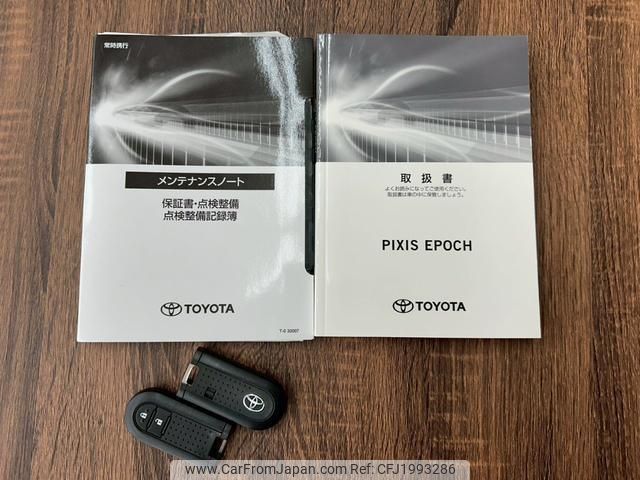 常時携行
メンテナンスノート
保証書・点検整備
点検整備記録簿
TOYOTA
T-0 30007
取扱書
よくお読みになってご使用ください。
取扱書は車の中に保管しましょう。
PIXIS EPOCH
TOYOTA
www.CarFromJapan.com | CFJ1993286